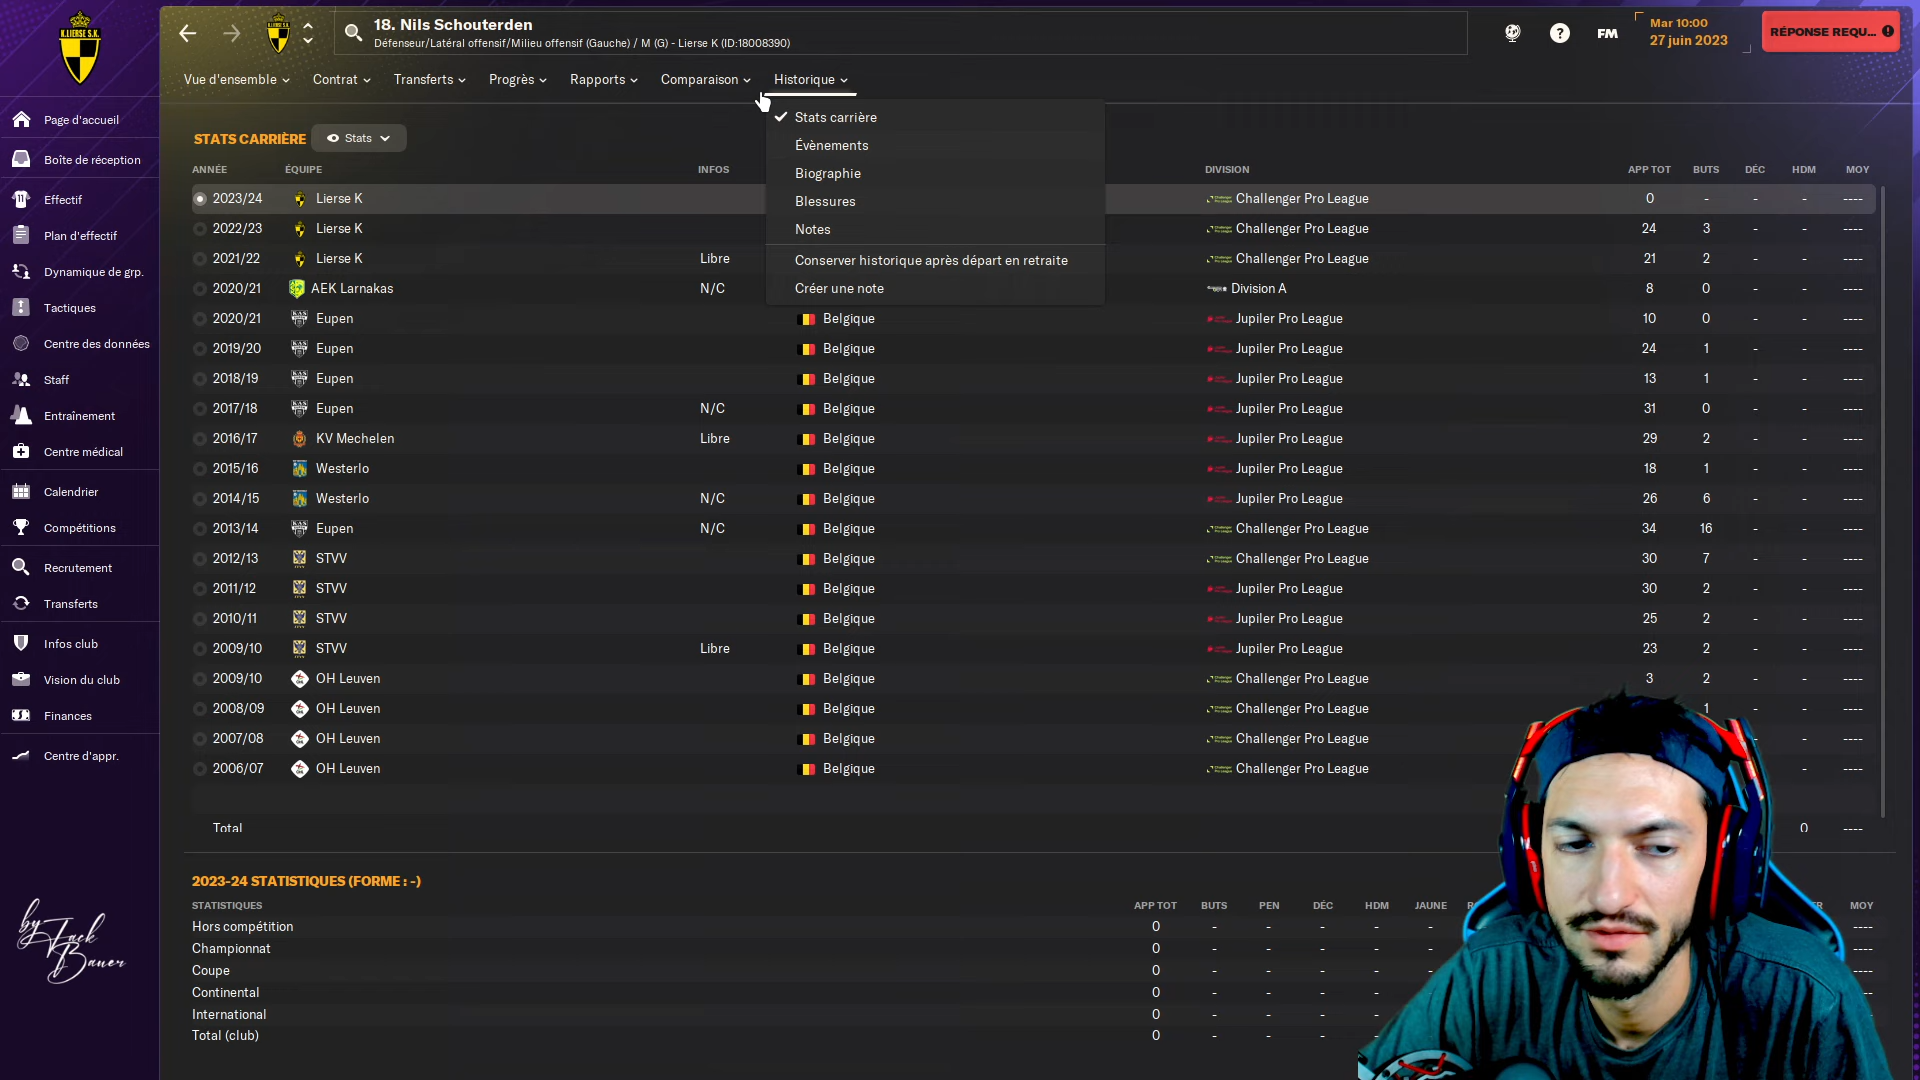 K.LIERSE S.K.
18. Nils Schouterden
Défenseur/Latéral offensif/Milieu offensif (Gauche) / M (G) - Lierse K (ID:18008390)
FM
Mar 10:00
27 juin 2023
RÉPONSE REQU...
Vue d'ensemble Contrat Transferts Progrès Rapports Comparaison Historique
Page d'accueil
Boîte de réception
Effectif
Plan d'effectif
Dynamique de grp.
Tactiques
Centre des données
Staff
Entraînement
Centre médical
Calendrier
Compétitions
Recrutement
Transferts
Infos club
Vision du club
Finances
Centre d'appr.
by Jack Bauer
Stats carrière
Évènements
Biographie
Blessures
Notes
Conserver historique après départ en retraite
Créer une note
STATS CARRIÈRE Stats
ANNÉE ÉQUIPE INFOS DIVISION APP TOT BUTS DÉC HDM MOY
2023/24 Lierse K Challenger Pro League 0 - - - ----
2022/23 Lierse K Challenger Pro League 24 3 - - ----
2021/22 Lierse K Libre Challenger Pro League 21 2 - - ----
2020/21 AEK Larnakas N/C Division A 8 0 - - ----
2020/21 Eupen Belgique Jupiler Pro League 10 0 - - ----
2019/20 Eupen Belgique Jupiler Pro League 24 1 - - ----
2018/19 Eupen Belgique Jupiler Pro League 13 1 - - ----
2017/18 Eupen N/C Belgique Jupiler Pro League 31 0 - - ----
2016/17 KV Mechelen Libre Belgique Jupiler Pro League 29 2 - - ----
2015/16 Westerlo Belgique Jupiler Pro League 18 1 - - ----
2014/15 Westerlo N/C Belgique Jupiler Pro League 26 6 - - ----
2013/14 Eupen N/C Belgique Challenger Pro League 34 16 - - ----
2012/13 STVV Belgique Challenger Pro League 30 7 - - ----
2011/12 STVV Belgique Jupiler Pro League 30 2 - - ----
2010/11 STVV Belgique Jupiler Pro League 25 2 - - ----
2009/10 STVV Libre Belgique Jupiler Pro League 23 2 - - ----
2009/10 OH Leuven Belgique Challenger Pro League 3 2 - - ----
2008/09 OH Leuven Belgique Challenger Pro League 1 - - ----
2007/08 OH Leuven Belgique Challenger Pro League - - ----
2006/07 OH Leuven Belgique Challenger Pro League - ----
Total 0 ----
2023-24 STATISTIQUES (FORME : -)
STATISTIQUES APP TOT BUTS PEN DÉC HDM JAUNE MOY
Hors compétition 0 - - - - - ----
Championnat 0 - - - - - ----
Coupe 0 - - - - ----
Continental 0 - - - - ----
International 0 - - - - ----
Total (club) 0 - - - - ----